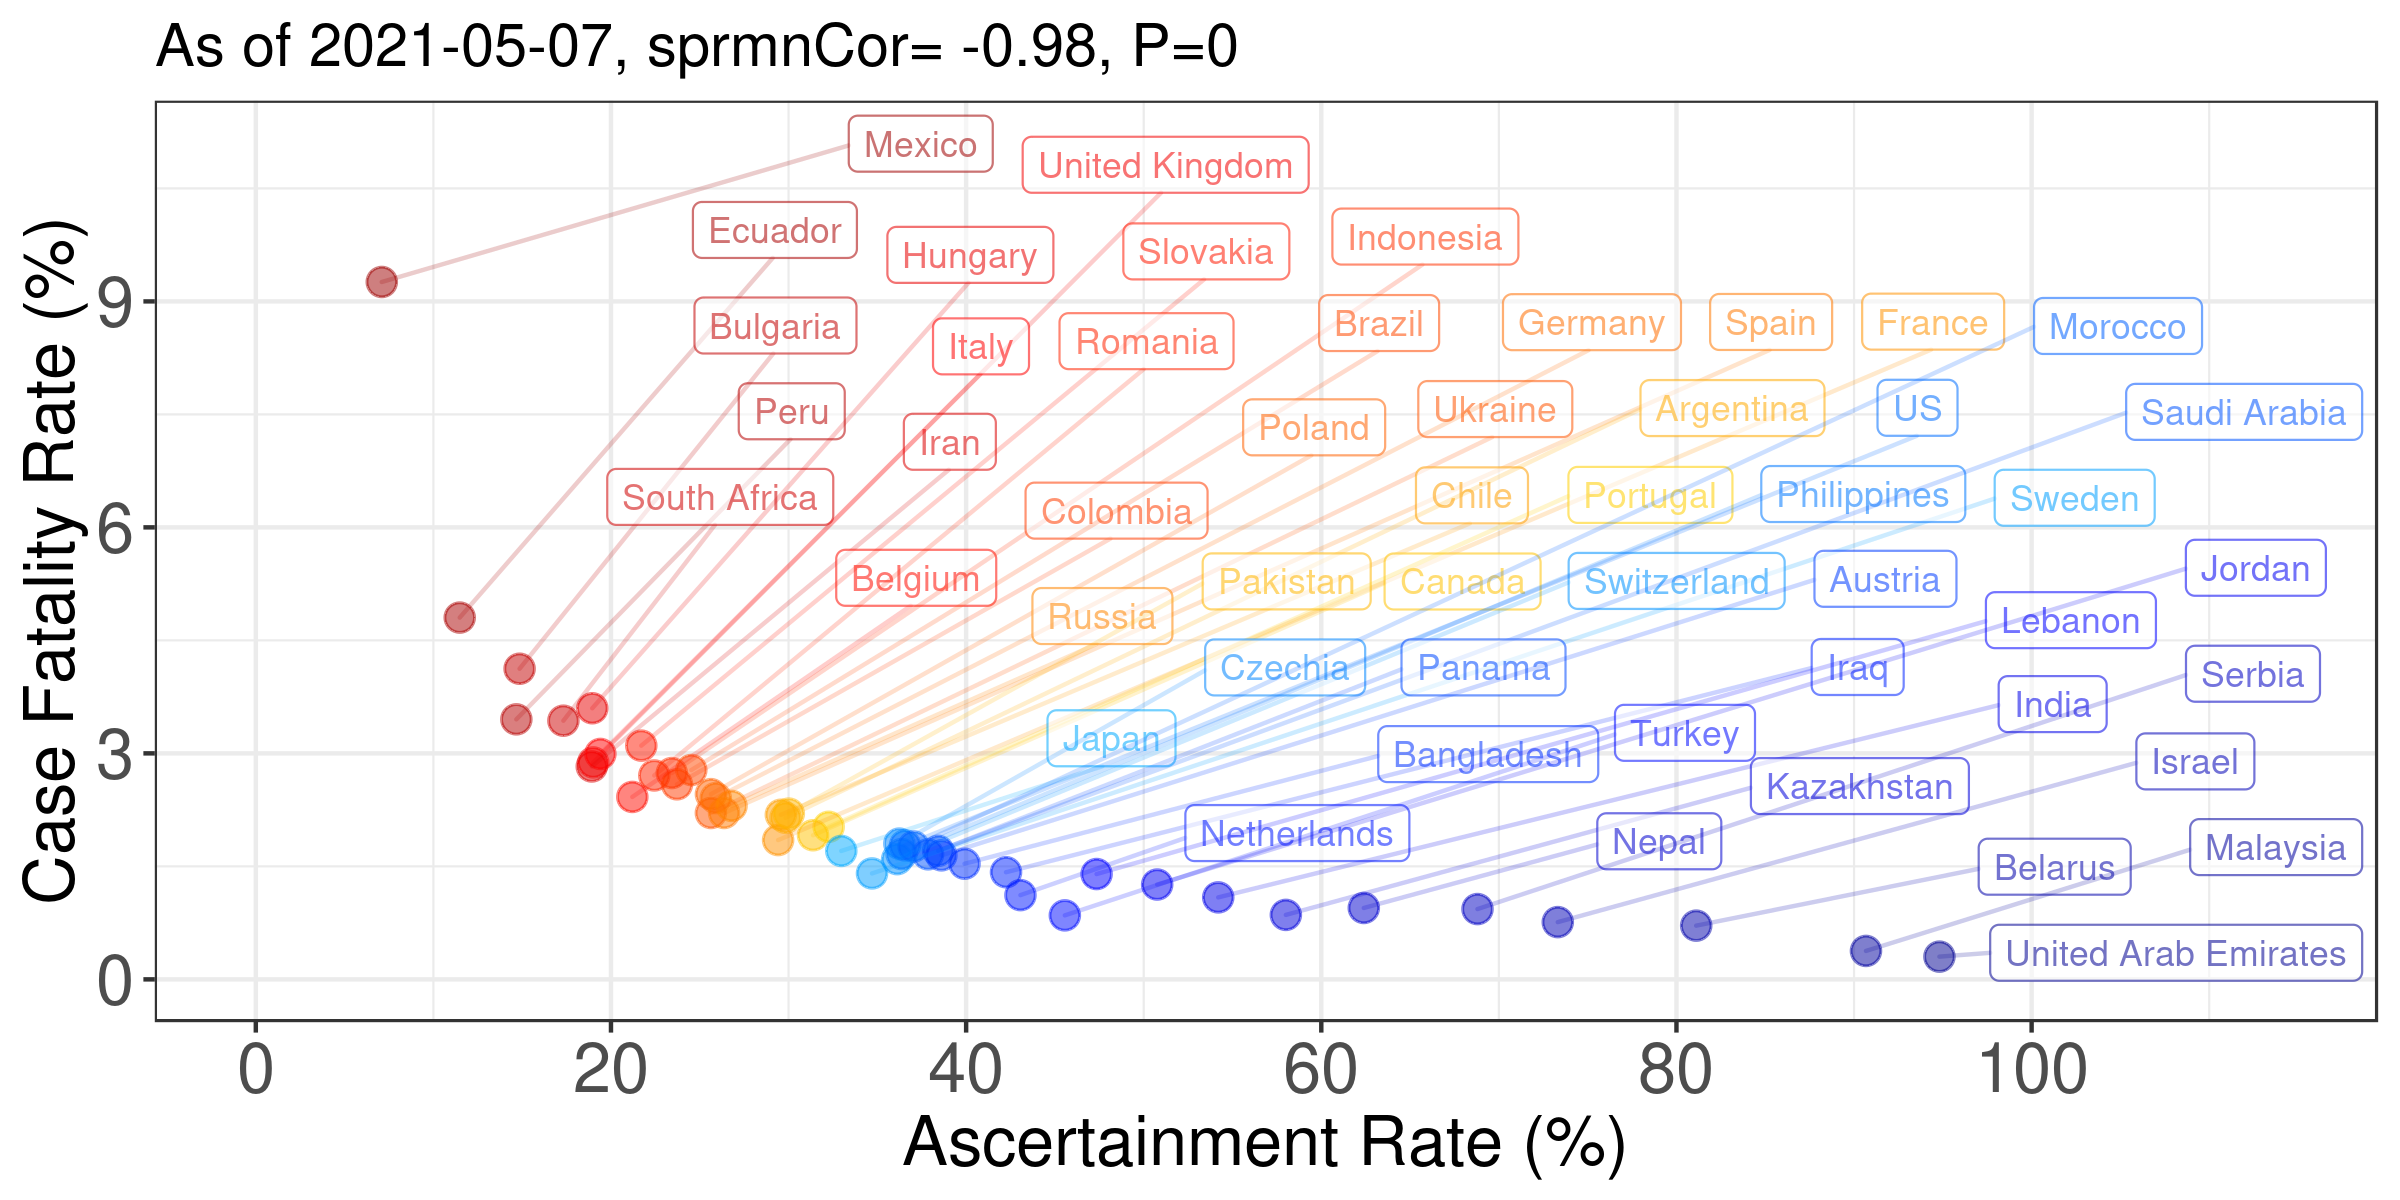 As of 2021-05-07, sprmnCor= -0.98, P=0
Case Fatality Rate (%)
9
6
3
0
Mexico
United Kingdom
Ecuador
Hungary
Slovakia
Indonesia
Bulgaria
Italy
Romania
Brazil
Germany
Spain
France
Morocco
Peru
Iran
Poland
Ukraine
Argentina
US
Saudi Arabia
South Africa
Colombia
Chile
Portugal
Philippines
Sweden
Belgium
Russia
Pakistan
Canada
Switzerland
Austria
Jordan
Lebanon
Czechia
Panama
Iraq
Serbia
India
Japan
Bangladesh
Turkey
Israel
Kazakhstan
Netherlands
Nepal
Malaysia
Belarus
United Arab Emirates
0
20
40
60
80
100
Ascertainment Rate (%)